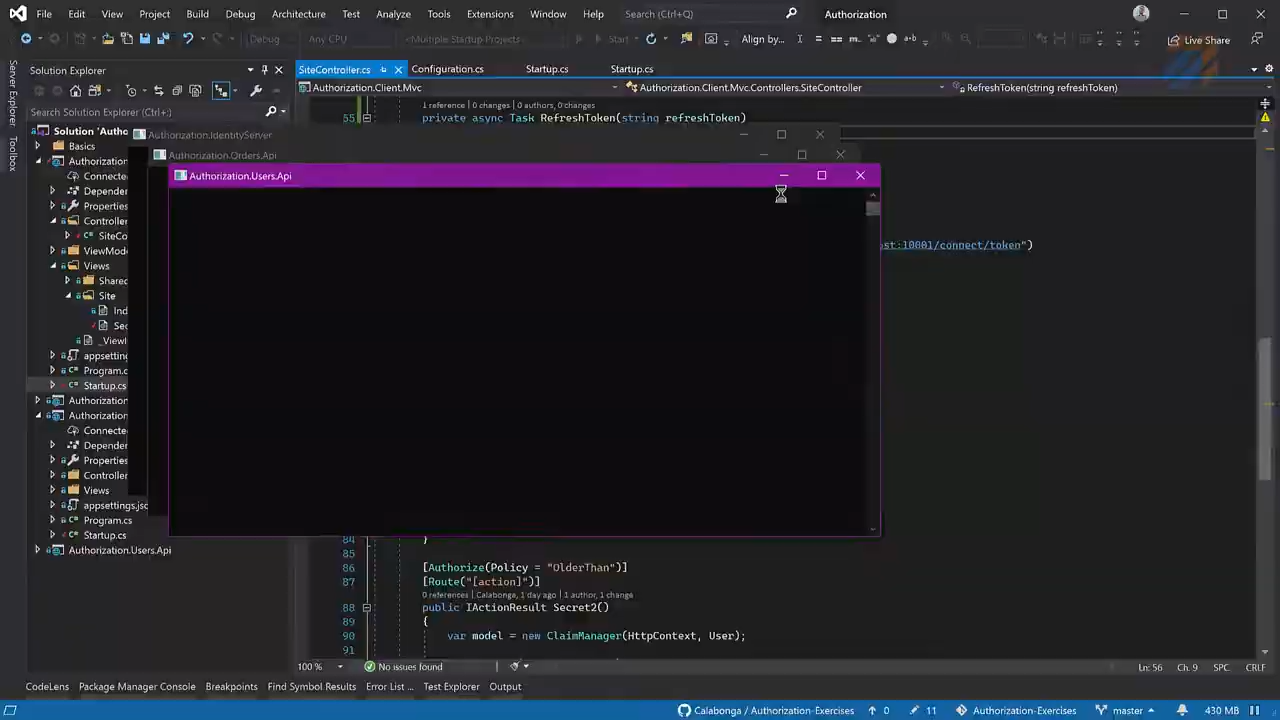 File Edit View Project Build Debug Architecture Test Analyze Tools Extensions Window Help Search (Ctrl+Q) Authorization
Debug Any CPU <Multiple Startup Projects> Start Align by... Live Share
Server Explorer
Toolbox
Solution Explorer
Search Solution Explorer (
Solution 'Autho
Basics
Authorization
Connecte
Depender
Properties
Controller
SiteCo
ViewMode
Views
Shared
Site
Ind
Sec
_ViewI
appsetting
Program.c
Startup.cs
Authorization
Authorization
Connecte
Depender
Properties
Controller
Views
appsettings.jsc
Program.cs
Startup.cs
Authorization.Users.Api
SiteController.cs Configuration.cs Startup.cs Startup.cs
Authorization.Client.Mvc Authorization.Client.Mvc.Controllers.SiteController RefreshToken(string refreshToken)
1 reference | 0 changes | 0 authors, 0 changes
55 private async Task RefreshToken(string refreshToken)
Authorization.IdentityServer
Authorization.Orders.Api
Authorization.Users.Api
st:10001/connect/token")
84 }
85
86 [Authorize(Policy = "OlderThan")]
87 [Route("[action]")]
0 references | Calabonga, 1 day ago | 1 author, 1 change
88 public IActionResult Secret2()
89 {
90 var model = new ClaimManager(HttpContext, User);
91
100 % No issues found Ln: 56 Ch: 9 SPC CRLF
CodeLens Package Manager Console Breakpoints Find Symbol Results Error List ... Test Explorer Output
Calabonga / Authorization-Exercises 0 11 Authorization-Exercises master 430 MB